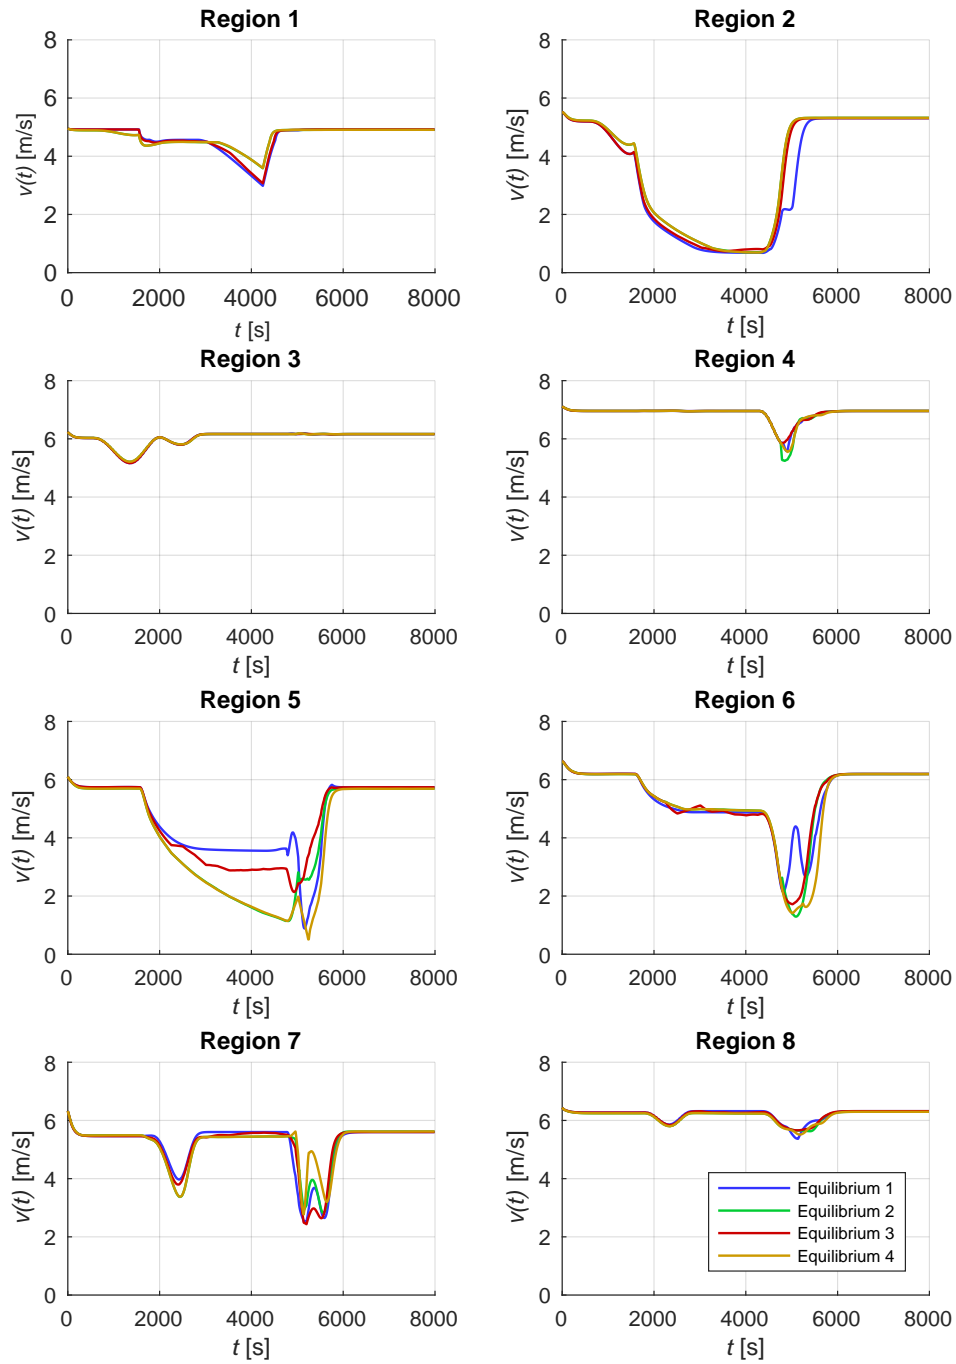 Region 1
Region 2
8
6
4
2
0
v(t) [m/s]
0 2000 4000 6000 8000
t [s]
8
6
4
2
0
v(t) [m/s]
0 2000 4000 6000 8000
t [s]
Region 3
Region 4
8
6
4
2
0
v(t) [m/s]
0 2000 4000 6000 8000
t [s]
8
6
4
2
0
v(t) [m/s]
0 2000 4000 6000 8000
t [s]
Region 5
Region 6
8
6
4
2
0
v(t) [m/s]
0 2000 4000 6000 8000
t [s]
8
6
4
2
0
v(t) [m/s]
0 2000 4000 6000 8000
t [s]
Region 7
Region 8
8
6
4
2
0
v(t) [m/s]
0 2000 4000 6000 8000
t [s]
8
6
4
2
0
v(t) [m/s]
0 2000 4000 6000 8000
t [s]
Equilibrium 1
Equilibrium 2
Equilibrium 3
Equilibrium 4